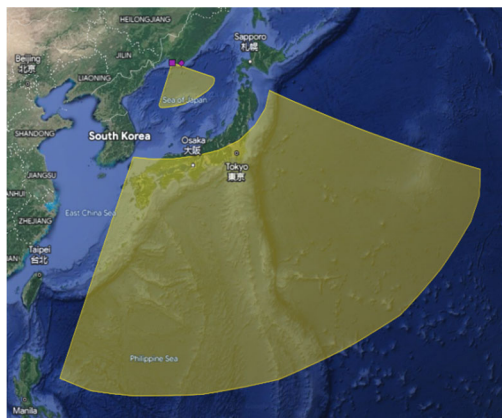 HEILONGJIANG
Sapporo
札幌
Beijing
北京
JILIN
LIAONING
Sea of Japan
SHANDONG
South Korea
Osaka
大阪
Tokyo
東京
JIANGSU
ANHUI
East China Sea
ZHEJIANG
Taipei
台北
Philippine Sea
Manila